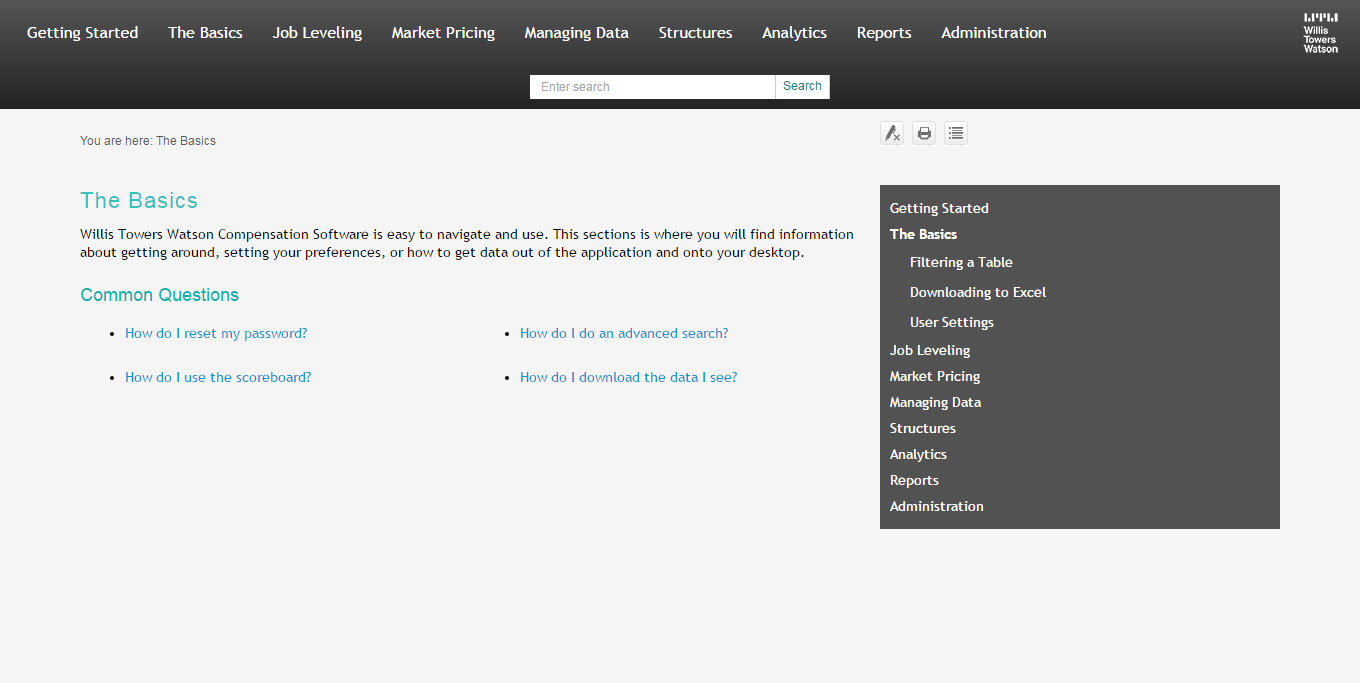 Getting Started The Basics Job Leveling Market Pricing Managing Data Structures Analytics Reports Administration
Willis
Towers
Watson
Enter search Search
You are here: The Basics
The Basics
Willis Towers Watson Compensation Software is easy to navigate and use. This sections is where you will find information
about getting around, setting your preferences, or how to get data out of the application and onto your desktop.
Common Questions
How do I reset my password?
How do I do an advanced search?
How do I use the scoreboard?
How do I download the data I see?
Getting Started
The Basics
Filtering a Table
Downloading to Excel
User Settings
Job Leveling
Market Pricing
Managing Data
Structures
Analytics
Reports
Administration